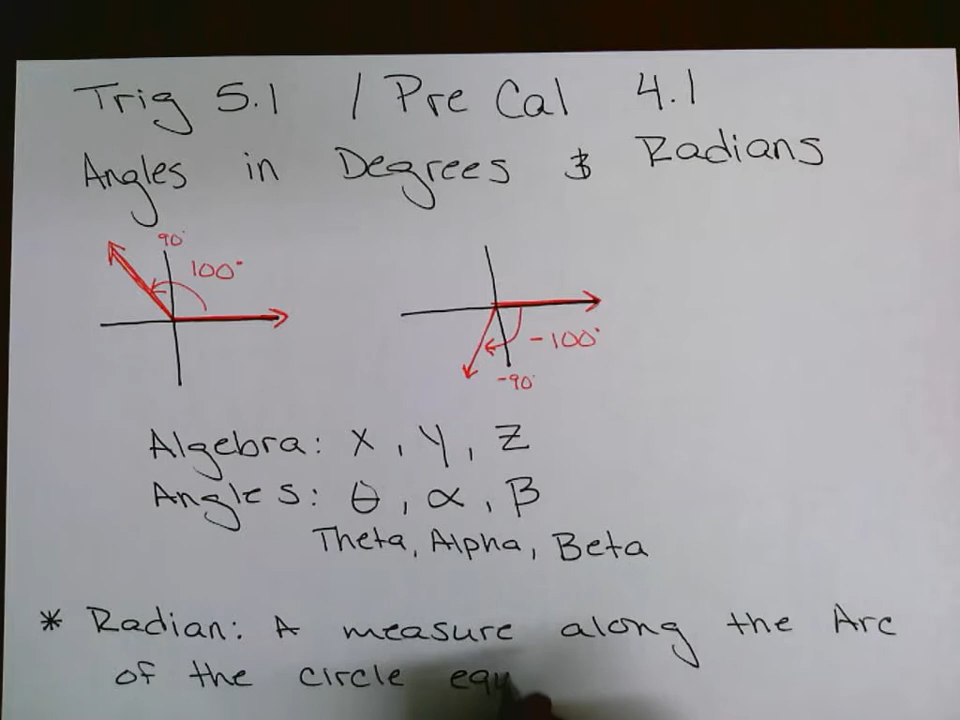 Trig 5.1 / Pre Cal 4.1
Angles in Degrees & Radians
90°
100°
-100°
-90°
Algebra: X, y, Z
Angles: θ, α, β
Theta, Alpha, Beta
* Radian: A measure along the Arc
of the circle equ